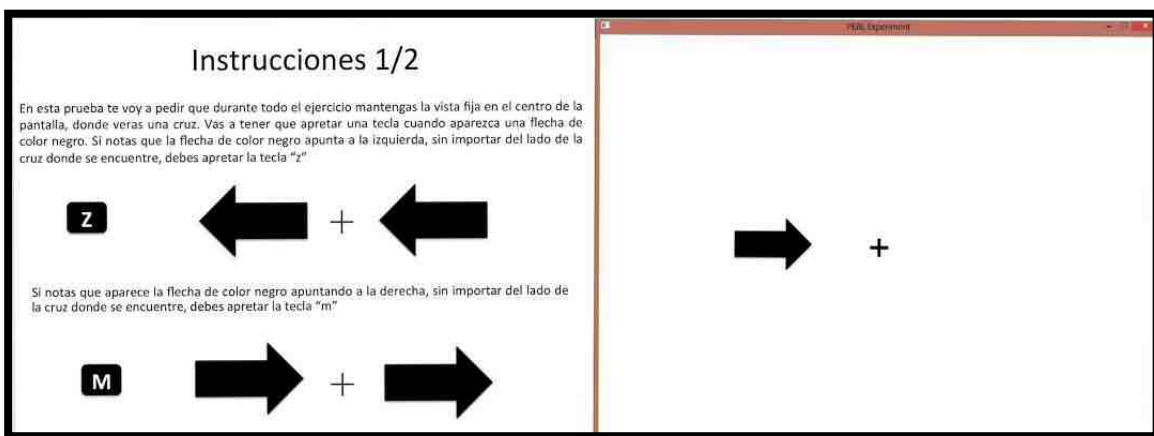 Instrucciones 1/2
En esta prueba te voy a pedir que durante todo el ejercicio mantengas la vista fija en el centro de la
pantalla, donde veras una cruz. Vas a tener que apretar una tecla cuando aparezca una flecha de
color negro. Si notas que la flecha de color negro apunta a la izquierda, sin importar del lado de la
cruz donde se encuentre, debes apretar la tecla “z”
Z
Si notas que aparece la flecha de color negro apuntando a la derecha, sin importar del lado de
la cruz donde se encuentre, debes apretar la tecla “m”
M
PEBL Experiment